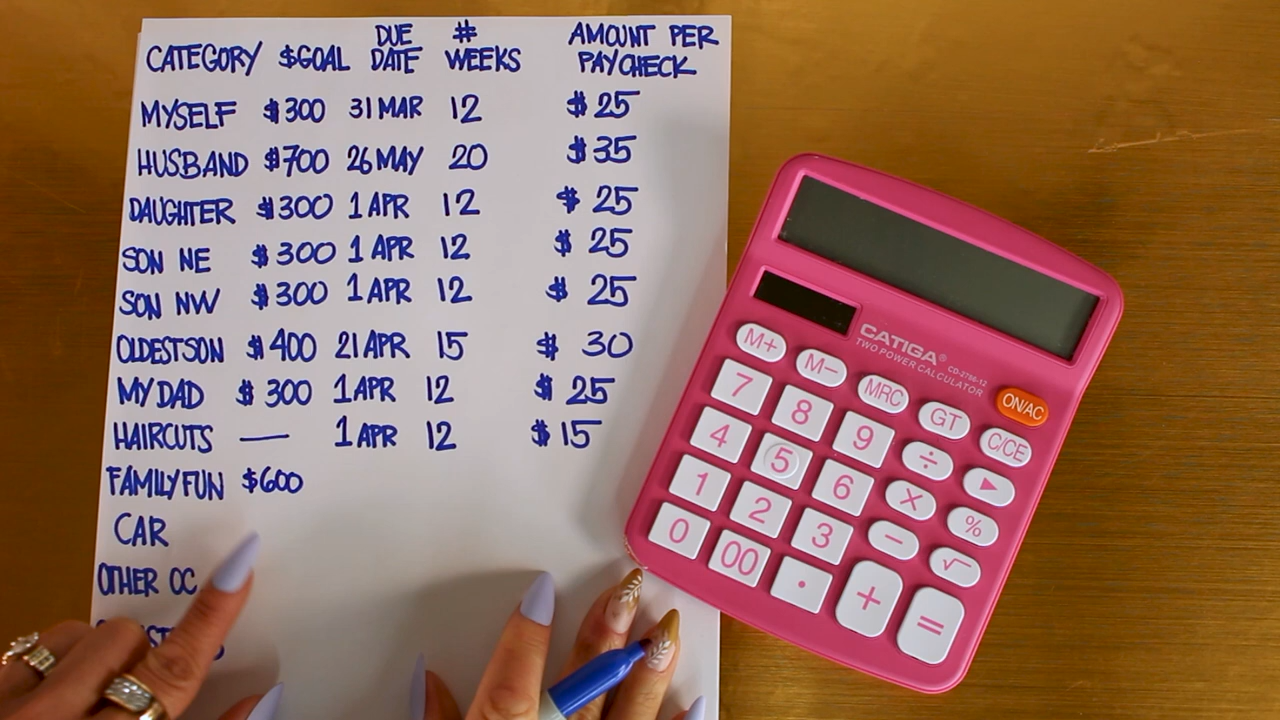 CATEGORY $GOAL DUE DATE # WEEKS AMOUNT PER PAYCHECK
MYSELF $300 31 MAR 12 $25
HUSBAND $700 26 MAY 20 $35
DAUGHTER $300 1 APR 12 $25
SON NE $300 1 APR 12 $25
SON NW $300 1 APR 12 $25
OLDEST SON $400 21 APR 15 $30
MY DAD $300 1 APR 12 $25
HAIRCUTS — 1 APR 12 $15
FAMILY FUN $600
CAR
OTHER OC
CATIGA®
TWO POWER CALCULATOR
CD-2786-12
M+ M- MRC GT ON/AC
7 8 9 ÷ C/CE
4 5 6 × ▶
1 2 3 − %
0 00 · + √
=